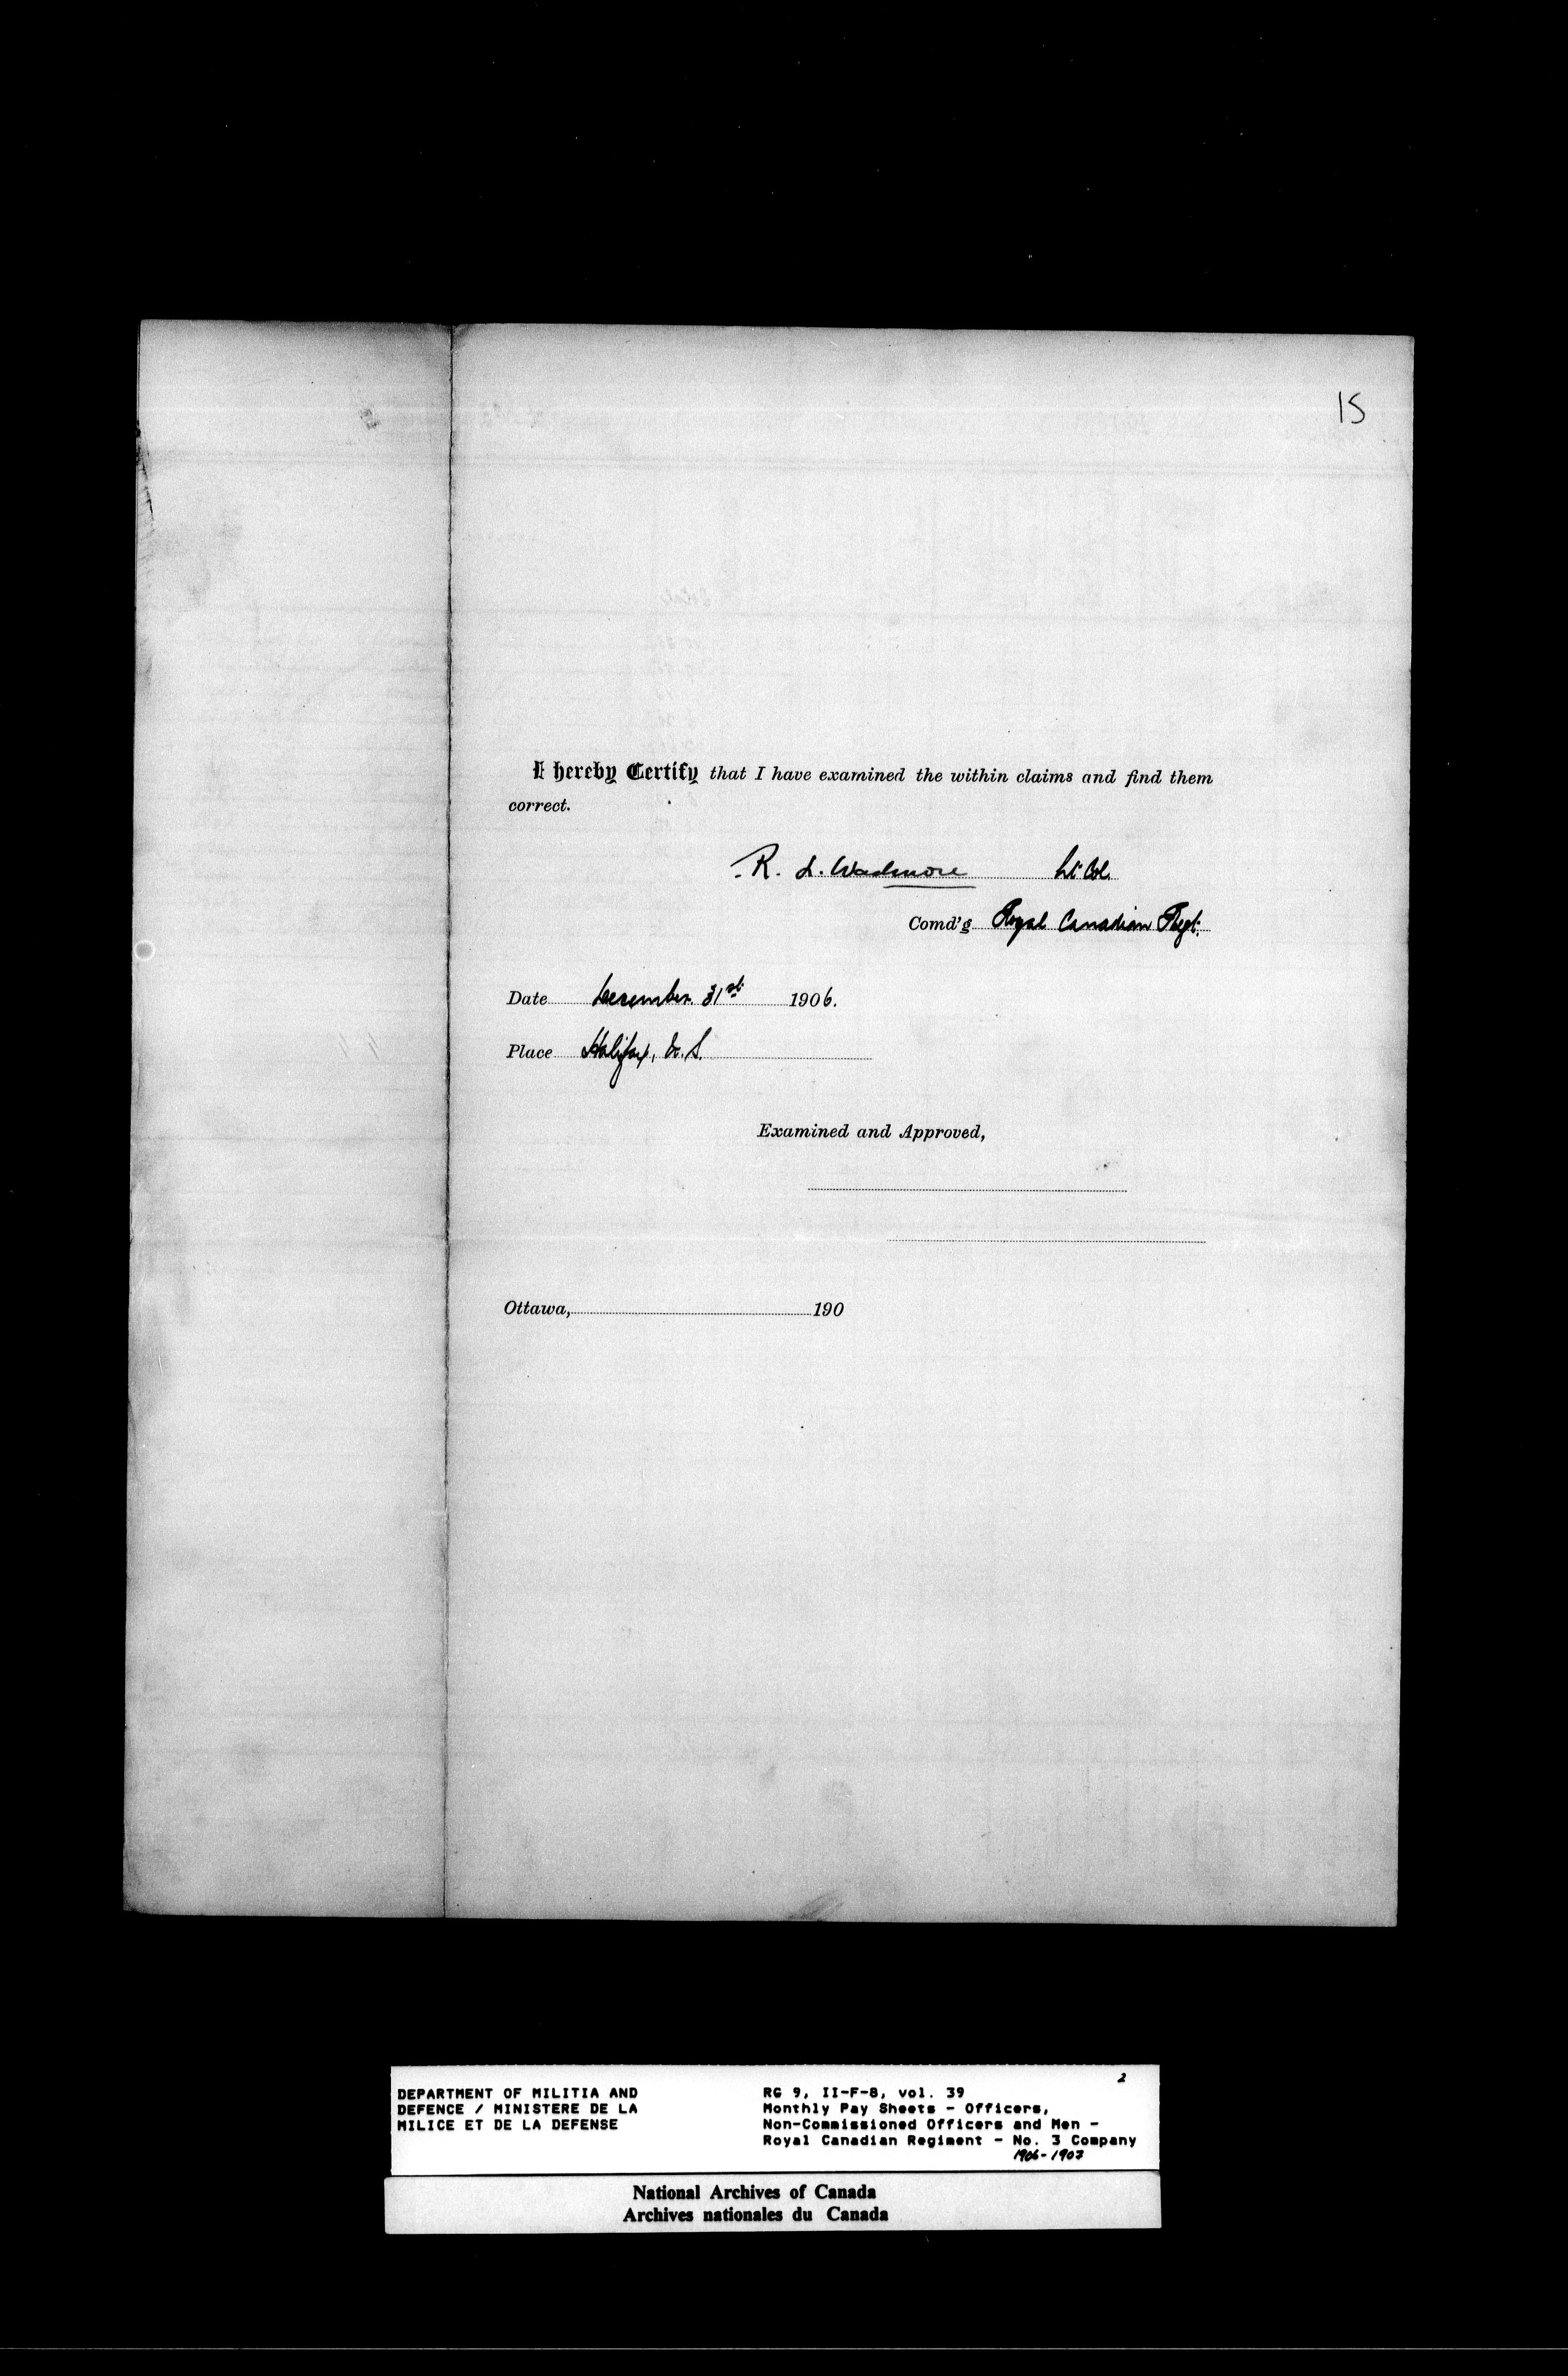 15
I hereby Certify that I have examined the within claims and find them
correct.
R. L. Wadmore Lt. Col.
Comd'g Royal Canadian Regt.
Date December 31st 1906.
Place Halifax, N. S.
Examined and Approved,
Ottawa, 190
2
DEPARTMENT OF MILITIA AND
DEFENCE / MINISTERE DE LA
MILICE ET DE LA DEFENSE
RG 9, II-F-8, vol. 39
Monthly Pay Sheets - Officers,
Non-Commissioned Officers and Men -
Royal Canadian Regiment - No. 3 Company
1906-1907
National Archives of Canada
Archives nationales du Canada